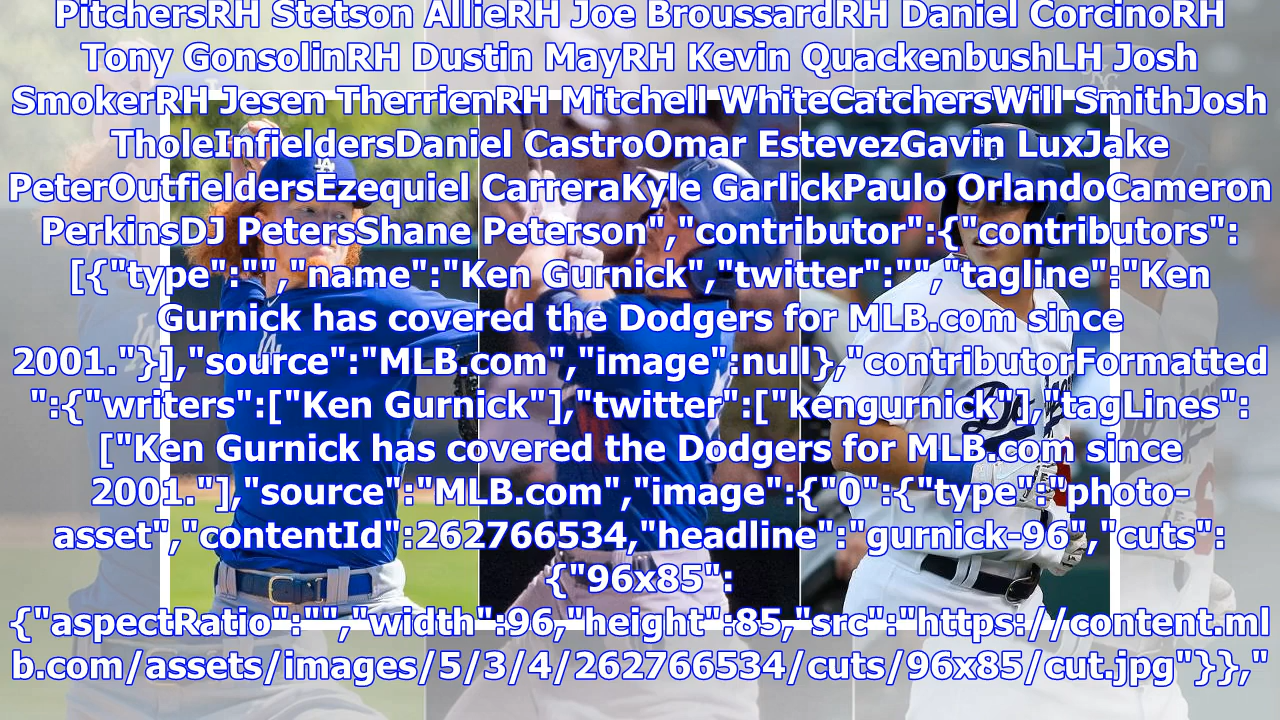 PitchersRH Stetson AllieRH Joe BroussardRH Daniel CorcinoRH
Tony GonsolinRH Dustin MayRH Kevin QuackenbushLH Josh
SmokerRH Jesen TherrienRH Mitchell WhiteCatchersWill SmithJosh
TholeInfieldersDaniel CastroOmar EstevezGavin LuxJake
PeterOutfieldersEzequiel CarreraKyle GarlickPaulo OrlandoCameron
PerkinsDJ PetersShane Peterson","contributor":{"contributors":
[{"type":"","name":"Ken Gurnick","twitter":"","tagline":"Ken
Gurnick has covered the Dodgers for MLB.com since
2001."}],"source":"MLB.com","image":null},"contributorFormatted
":{"writers":["Ken Gurnick"],"twitter":["kengurnick"],"tagLines":
["Ken Gurnick has covered the Dodgers for MLB.com since
2001."],"source":"MLB.com","image":{"0":{"type":"photo-
asset","contentId":262766534,"headline":"gurnick-96","cuts":
{"96x85":
{"aspectRatio":"","width":96,"height":85,"src":"https://content.ml
b.com/assets/images/5/3/4/262766534/cuts/96x85/cut.jpg"}},"